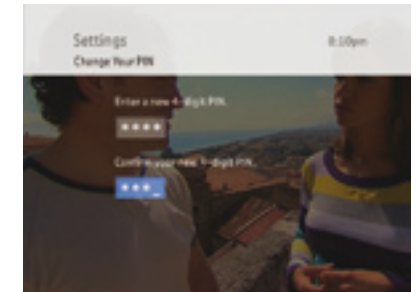 Settings
8:10pm
Change Your PIN
Enter a new 4-digit PIN.
****
Confirm your new 4-digit PIN.
***_